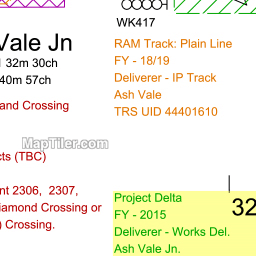 WK417
Vale Jn
32m 30ch
40m 57ch
and Crossing
RAM Track: Plain Line
FY - 18/19
Deliverer - IP Track
Ash Vale
TRS UID 44401610
MapTiler.com
cts (TBC)
nt 2306, 2307,
iamond Crossing or
) Crossing.
Project Delta
FY - 2015
Deliverer - Works Del.
Ash Vale Jn.
32